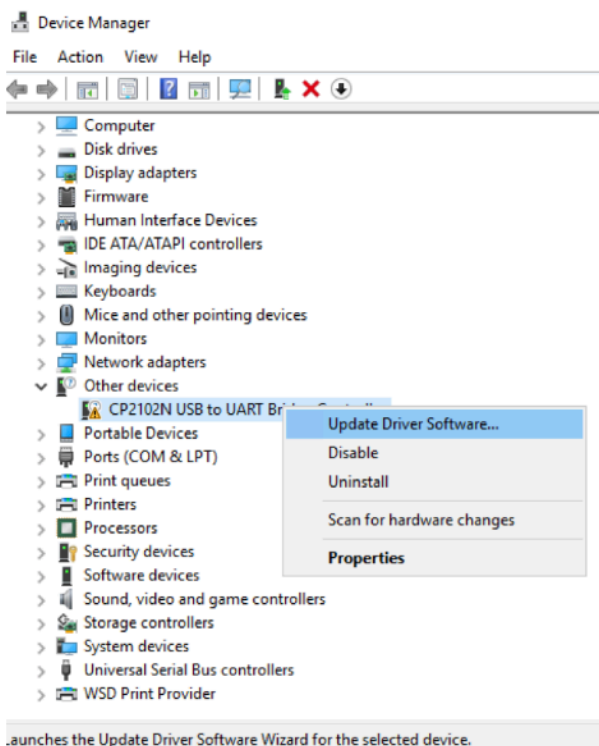 Device Manager
File Action View Help
Computer
Disk drives
Display adapters
Firmware
Human Interface Devices
IDE ATA/ATAPI controllers
Imaging devices
Keyboards
Mice and other pointing devices
Monitors
Network adapters
Other devices
CP2102N USB to UART
Update Driver Software...
Disable
Uninstall
Scan for hardware changes
Properties
Portable Devices
Ports (COM & LPT)
Print queues
Printers
Processors
Security devices
Software devices
Sound, video and game controllers
Storage controllers
System devices
Universal Serial Bus controllers
WSD Print Provider
Launches the Update Driver Software Wizard for the selected device.